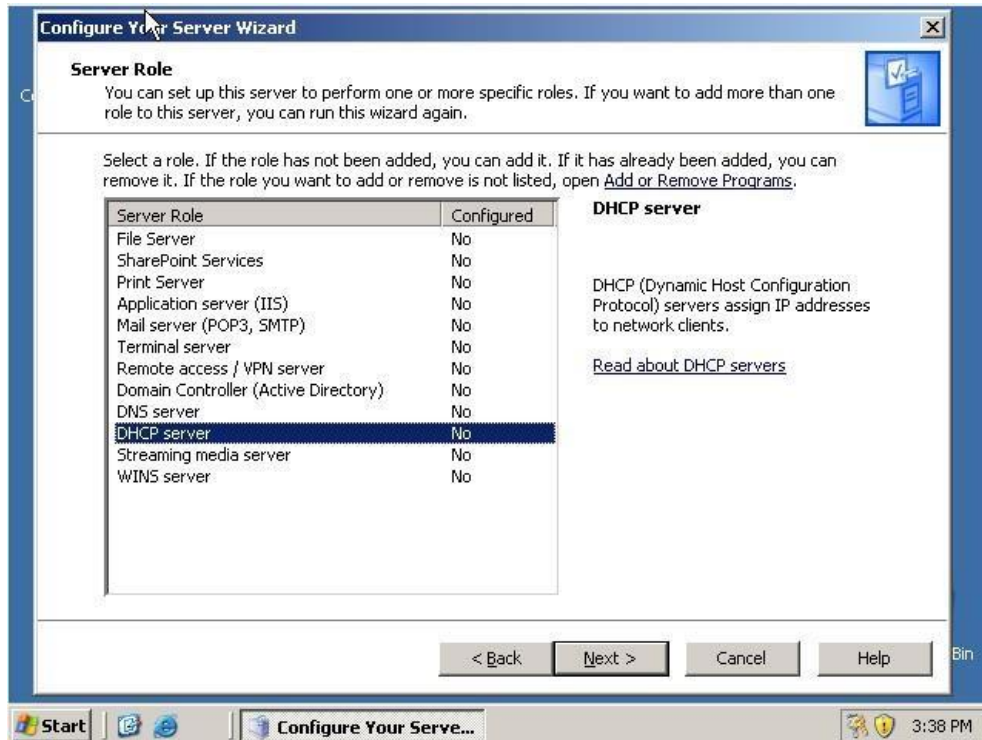 Configure Your Server Wizard
Server Role
You can set up this server to perform one or more specific roles. If you want to add more than one
role to this server, you can run this wizard again.
Select a role. If the role has not been added, you can add it. If it has already been added, you can
remove it. If the role you want to add or remove is not listed, open Add or Remove Programs.
Server Role Configured
File Server No
SharePoint Services No
Print Server No
Application server (IIS) No
Mail server (POP3, SMTP) No
Terminal server No
Remote access / VPN server No
Domain Controller (Active Directory) No
DNS server No
DHCP server No
Streaming media server No
WINS server No
DHCP server
DHCP (Dynamic Host Configuration
Protocol) servers assign IP addresses
to network clients.
Read about DHCP servers
< Back Next > Cancel Help
Bin
Start Configure Your Serve... 3:38 PM